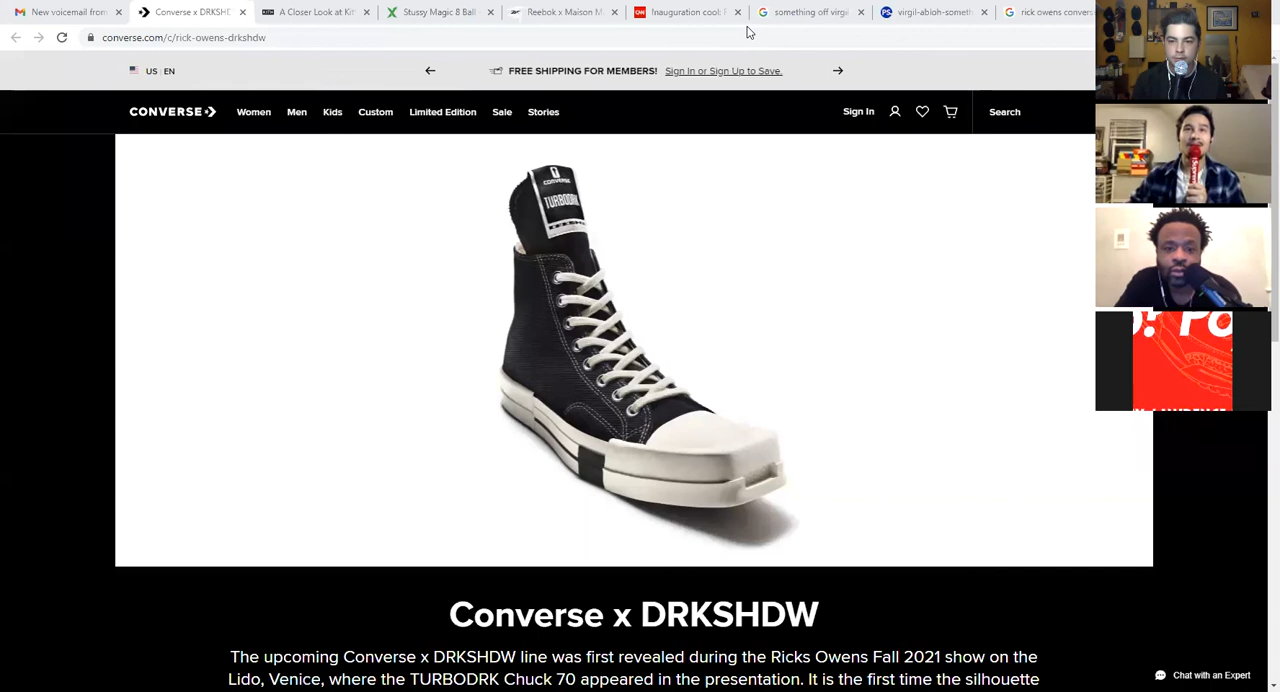 New voicemail from
Converse x DRKSHD
A Closer Look at Kit
Stussy Magic 8 Ball
Reebok x Maison M
Inauguration cool: F
something off virgi
virgil-abloh-someth
rick owens convers
converse.com/c/rick-owens-drkshdw
US EN
FREE SHIPPING FOR MEMBERS! Sign In or Sign Up to Save.
CONVERSE
Women
Men
Kids
Custom
Limited Edition
Sale
Stories
Sign In
Search
CONVERSE
TURBODRK
Converse x DRKSHDW
The upcoming Converse x DRKSHDW line was first revealed during the Ricks Owens Fall 2021 show on the
Lido, Venice, where the TURBODRK Chuck 70 appeared in the presentation. It is the first time the silhouette
Chat with an Expert